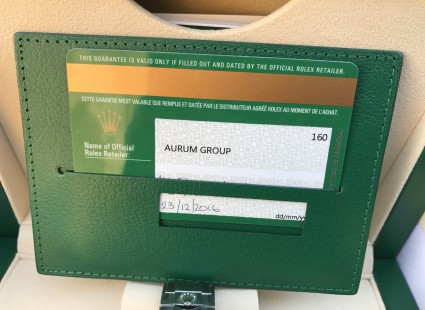 THIS GUARANTEE IS VALID ONLY IF FILLED OUT AND DATED BY THE OFFICIAL ROLEX RETAILER.
CETTE GARANTIE N'EST VALABLE QUE REMPLIE ET DATÉE PAR LE DISTRIBUTEUR AGRÉÉ ROLEX AU MOMENT DE L'ACHAT.
160
Name of Official
Rolex Retailer:
AURUM GROUP
23/12/2016
dd/mm/y